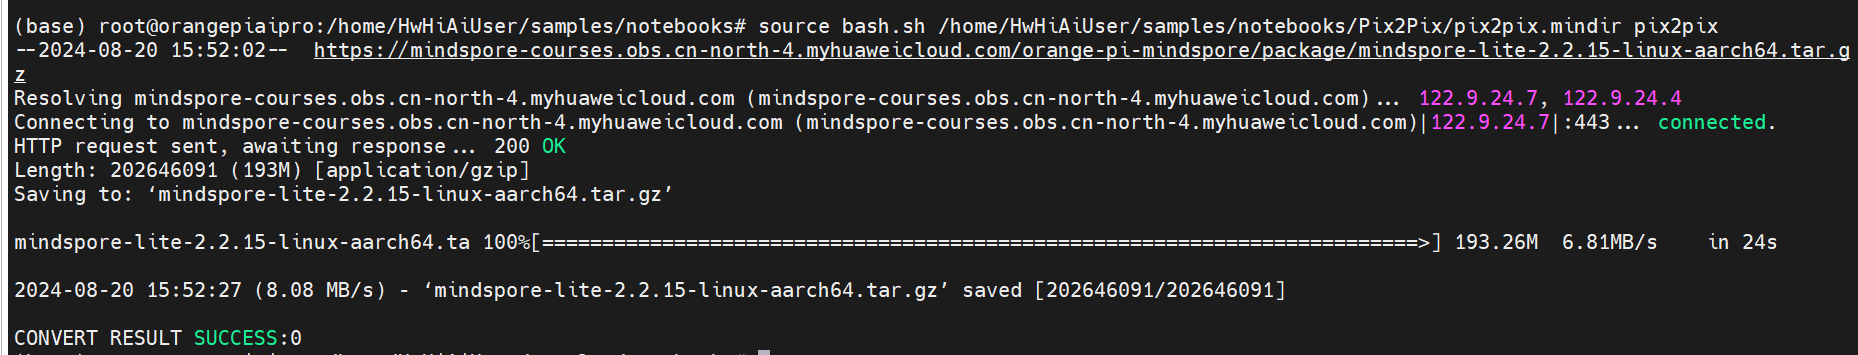 (base) root@orangepiaipro:/home/HwHiAiUser/samples/notebooks# source bash.sh /home/HwHiAiUser/samples/notebooks/Pix2Pix/pix2pix.mindir pix2pix
--2024-08-20 15:52:02--  https://mindspore-courses.obs.cn-north-4.myhuaweicloud.com/orange-pi-mindspore/package/mindspore-lite-2.2.15-linux-aarch64.tar.g
z
Resolving mindspore-courses.obs.cn-north-4.myhuaweicloud.com (mindspore-courses.obs.cn-north-4.myhuaweicloud.com)... 122.9.24.7, 122.9.24.4
Connecting to mindspore-courses.obs.cn-north-4.myhuaweicloud.com (mindspore-courses.obs.cn-north-4.myhuaweicloud.com)|122.9.24.7|:443... connected.
HTTP request sent, awaiting response... 200 OK
Length: 202646091 (193M) [application/gzip]
Saving to: ‘mindspore-lite-2.2.15-linux-aarch64.tar.gz’
mindspore-lite-2.2.15-linux-aarch64.ta 100%[=========================================================================>] 193.26M  6.81MB/s    in 24s
2024-08-20 15:52:27 (8.08 MB/s) - ‘mindspore-lite-2.2.15-linux-aarch64.tar.gz’ saved [202646091/202646091]
CONVERT RESULT SUCCESS:0